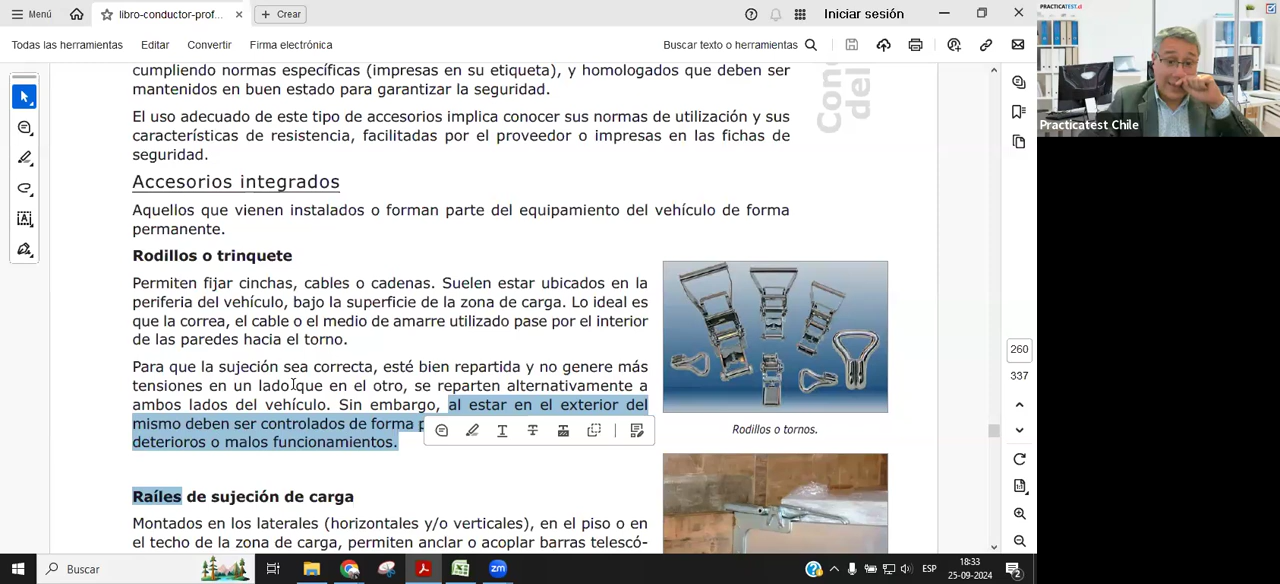 Menú
libro-conductor-prof...
Crear
Iniciar sesión
Todas las herramientas
Editar
Convertir
Firma electrónica
Buscar texto o herramientas
PRACTICATEST.cl
Practicatest Chile
cumpliendo normas específicas (impresas en su etiqueta), y homologados que deben ser
mantenidos en buen estado para garantizar la seguridad.
El uso adecuado de este tipo de accesorios implica conocer sus normas de utilización y sus
características de resistencia, facilitadas por el proveedor o impresas en las fichas de
seguridad.
Con
del
Accesorios integrados
Aquellos que vienen instalados o forman parte del equipamiento del vehículo de forma
permanente.
Rodillos o trinquete
Permiten fijar cinchas, cables o cadenas. Suelen estar ubicados en la
periferia del vehículo, bajo la superficie de la zona de carga. Lo ideal es
que la correa, el cable o el medio de amarre utilizado pase por el interior
de las paredes hacia el torno.
Para que la sujeción sea correcta, esté bien repartida y no genere más
tensiones en un lado que en el otro, se reparten alternativamente a
ambos lados del vehículo. Sin embargo, al estar en el exterior del
mismo deben ser controlados de forma p
deterioros o malos funcionamientos.
Rodillos o tornos.
Raíles de sujeción de carga
Montados en los laterales (horizontales y/o verticales), en el piso o en
el techo de la zona de carga, permiten anclar o acoplar barras telescó-
260
337
Buscar
ESP
18:33
25-09-2024
2